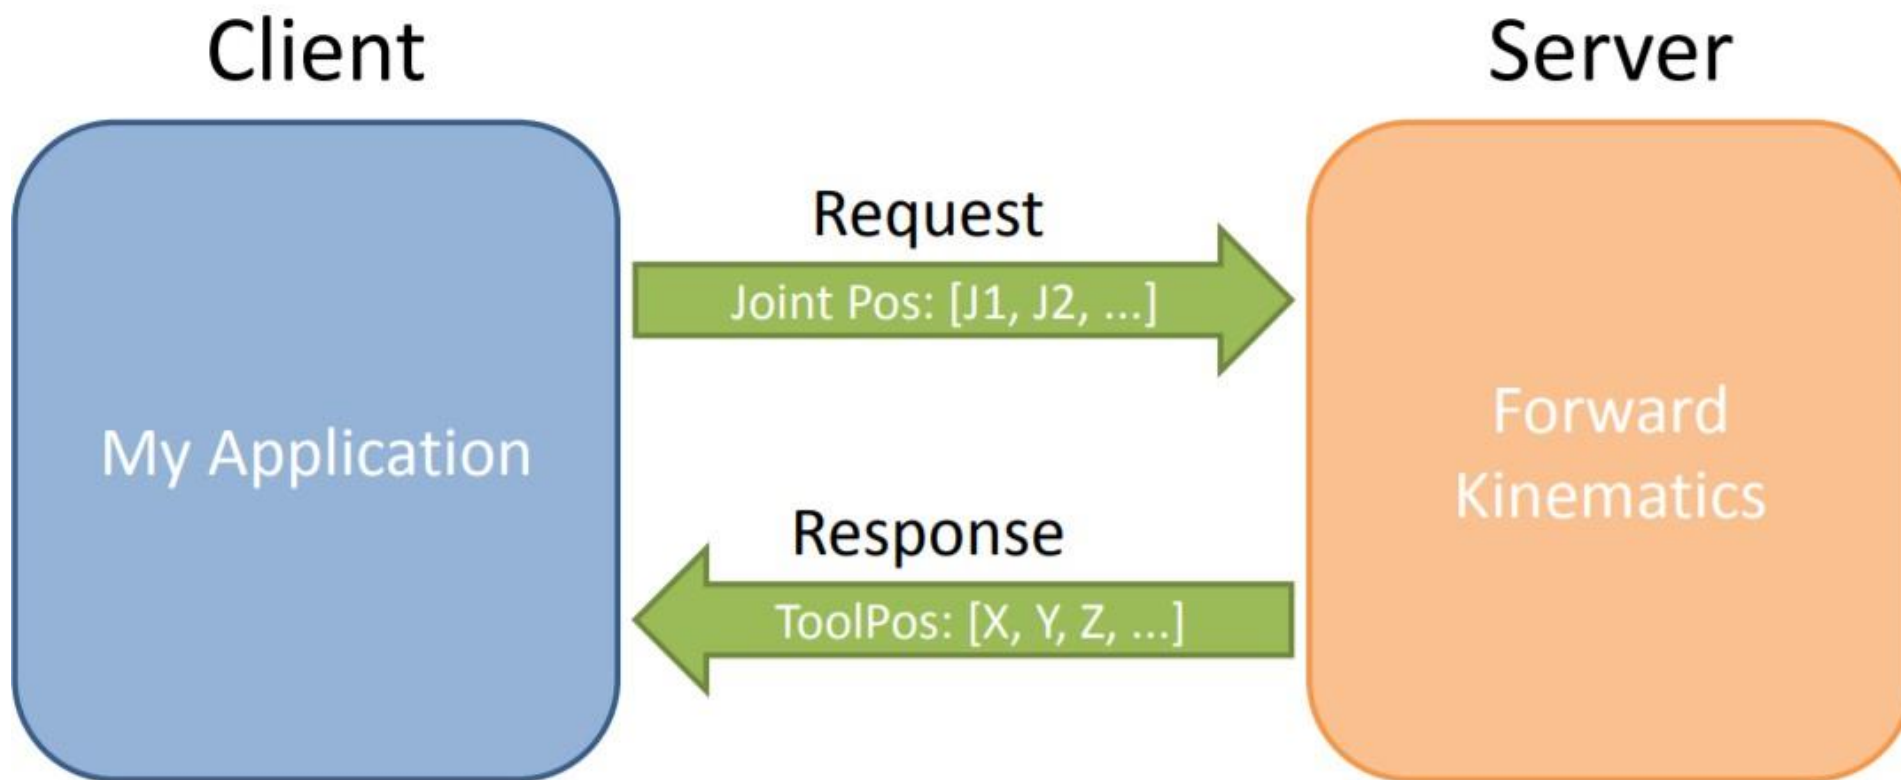 Client
Server
My Application
Request
Joint Pos: [J1, J2, ...]
Response
ToolPos: [X, Y, Z, ...]
Forward
Kinematics